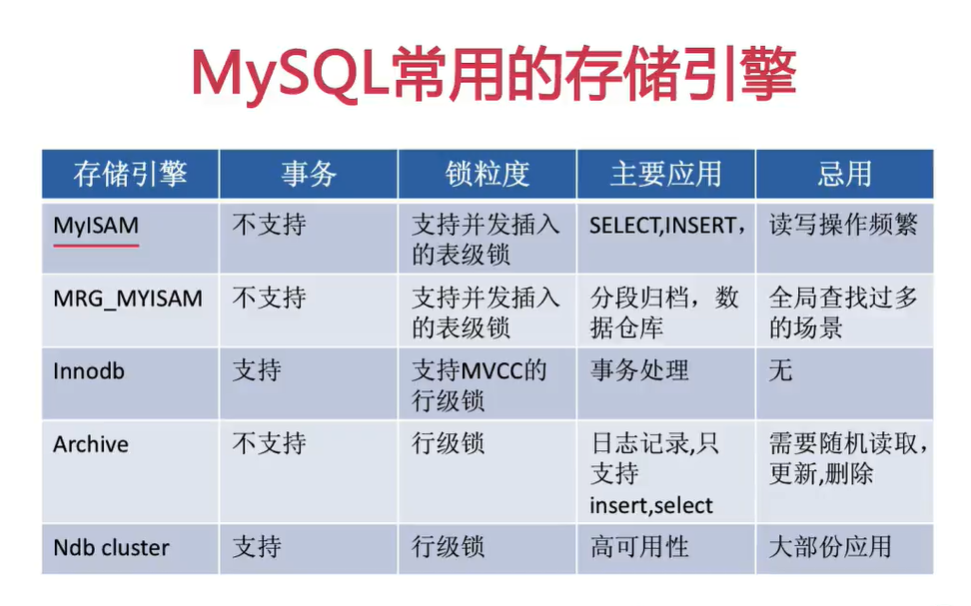 MySQL常用的存储引擎
存储引擎 事务 锁粒度 主要应用 忌用
MyISAM 不支持 支持并发插入 SELECT,INSERT， 读写操作频繁
的表级锁
MRG_MYISAM 不支持 支持并发插入 分段归档，数 全局查找过多
的表级锁 据仓库 的场景
Innodb 支持 支持MVCC的 事务处理 无
行级锁
Archive 不支持 行级锁 日志记录,只 需要随机读取，
支持 更新,删除
insert,select
Ndb cluster 支持 行级锁 高可用性 大部份应用